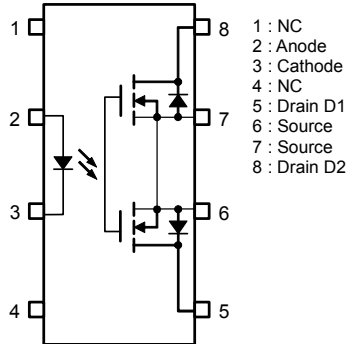 1
2
3
4
8
7
6
5
1 : NC
2 : Anode
3 : Cathode
4 : NC
5 : Drain D1
6 : Source
7 : Source
8 : Drain D2